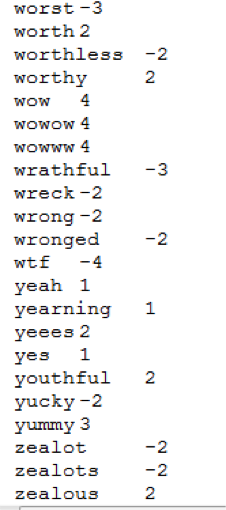 worst -3
worth 2
worthless -2
worthy 2
wow 4
wowow 4
wowww 4
wrathful -3
wreck -2
wrong -2
wronged -2
wtf -4
yeah 1
yearning 1
yeees 2
yes 1
youthful 2
yucky -2
yummy 3
zealot -2
zealots -2
zealous 2